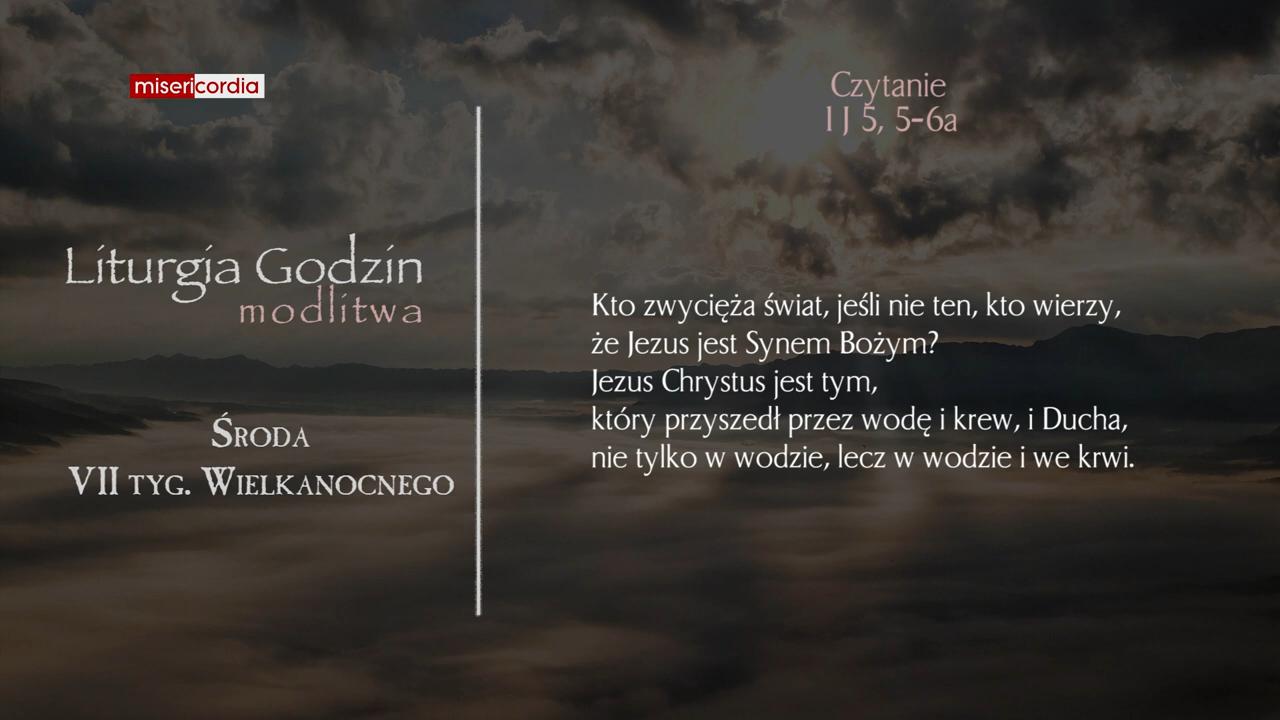 misericordia
Liturgia Godzin
modlitwa
Środa
VII tyg. Wielkanocnego
Czytanie
1 J 5, 5-6a
Kto zwycięża świat, jeśli nie ten, kto wierzy,
że Jezus jest Synem Bożym?
Jezus Chrystus jest tym,
który przyszedł przez wodę i krew, i Ducha,
nie tylko w wodzie, lecz w wodzie i we krwi.